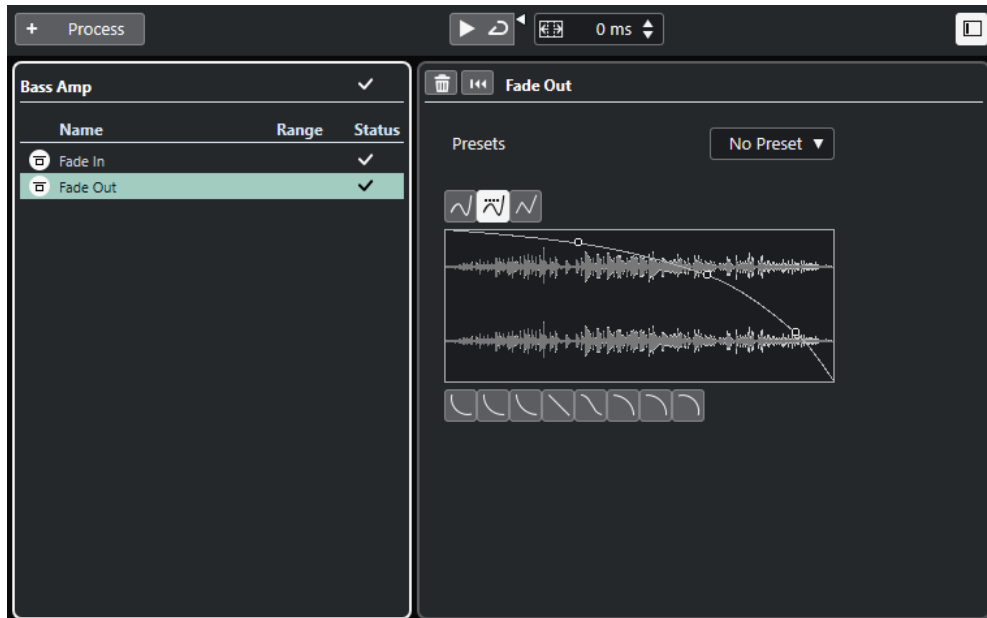 + Process
0 ms
Bass Amp
Name Range Status
Fade In
Fade Out
Fade Out
Presets
No Preset